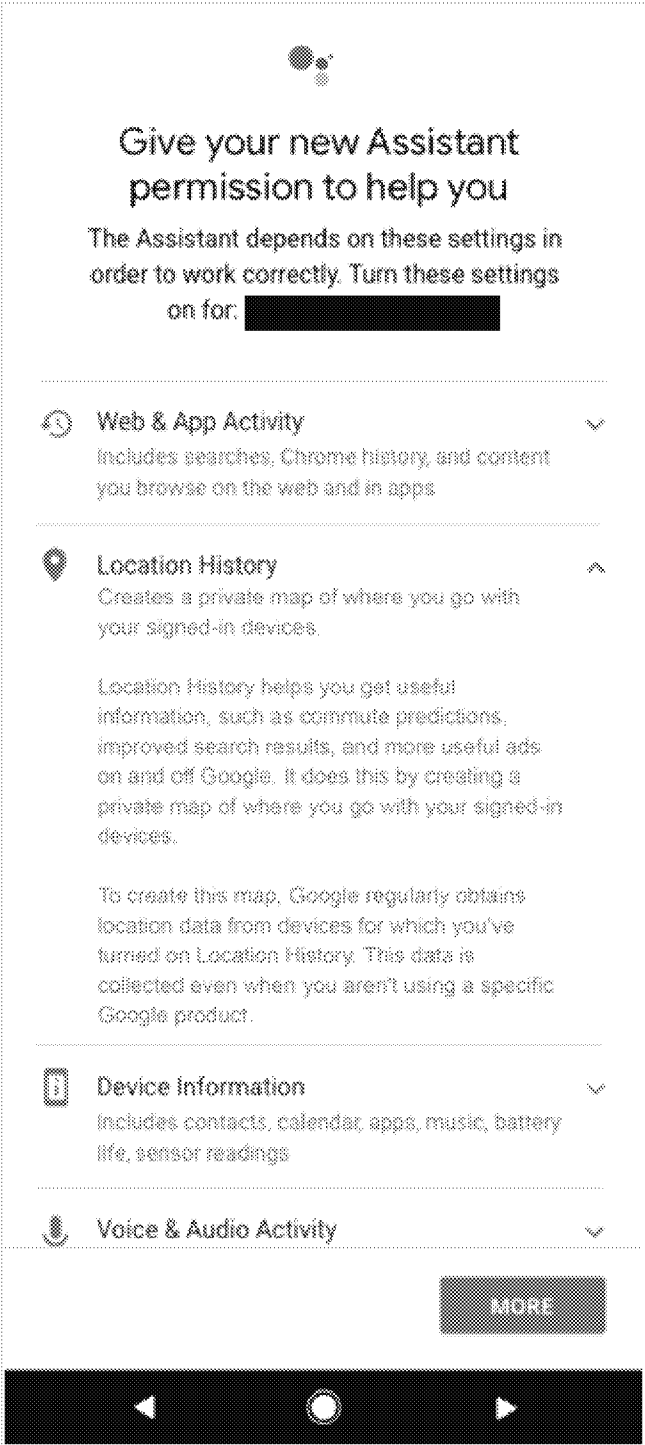 Give your new Assistant
permission to help you
The Assistant depends on these settings in
order to work correctly. Turn these settings
on for:
Web & App Activity
Includes searches, Chrome history, and content
you browse on the web and in apps
Location History
Creates a private map of where you go with
your signed-in devices.
Location History helps you get useful
information, such as commute predictions,
improved search results, and more useful ads
on and off Google. It does this by creating a
private map of where you go with your signed-in
devices.
To create this map, Google regularly obtains
location data from devices for which you've
turned on Location History. This data is
collected even when you aren't using a specific
Google product.
Device Information
Includes contacts, calendar, apps, music, battery
life, sensor readings
Voice & Audio Activity
MORE